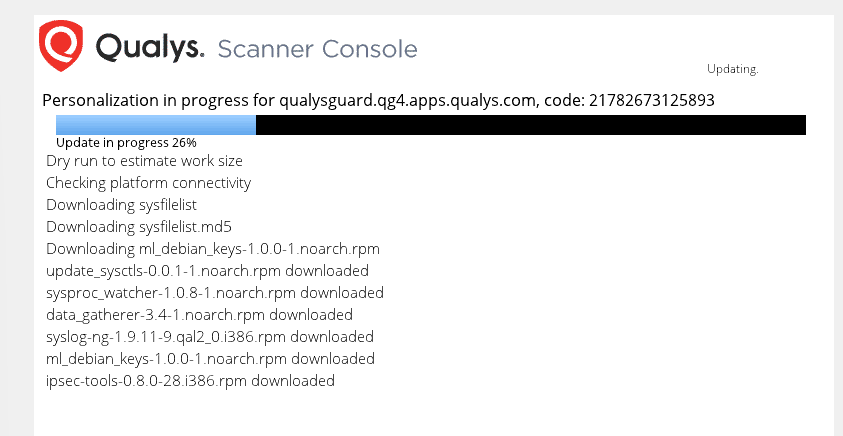 Qualys. Scanner Console
Updating.
Personalization in progress for qualysguard.qg4.apps.qualys.com, code: 21782673125893
Update in progress 26%
Dry run to estimate work size
Checking platform connectivity
Downloading sysfilelist
Downloading sysfilelist.md5
Downloading ml_debian_keys-1.0.0-1.noarch.rpm
update_sysctls-0.0.1-1.noarch.rpm downloaded
sysproc_watcher-1.0.8-1.noarch.rpm downloaded
data_gatherer-3.4-1.noarch.rpm downloaded
syslog-ng-1.9.11-9.qal2_0.i386.rpm downloaded
ml_debian_keys-1.0.0-1.noarch.rpm downloaded
ipsec-tools-0.8.0-28.i386.rpm downloaded